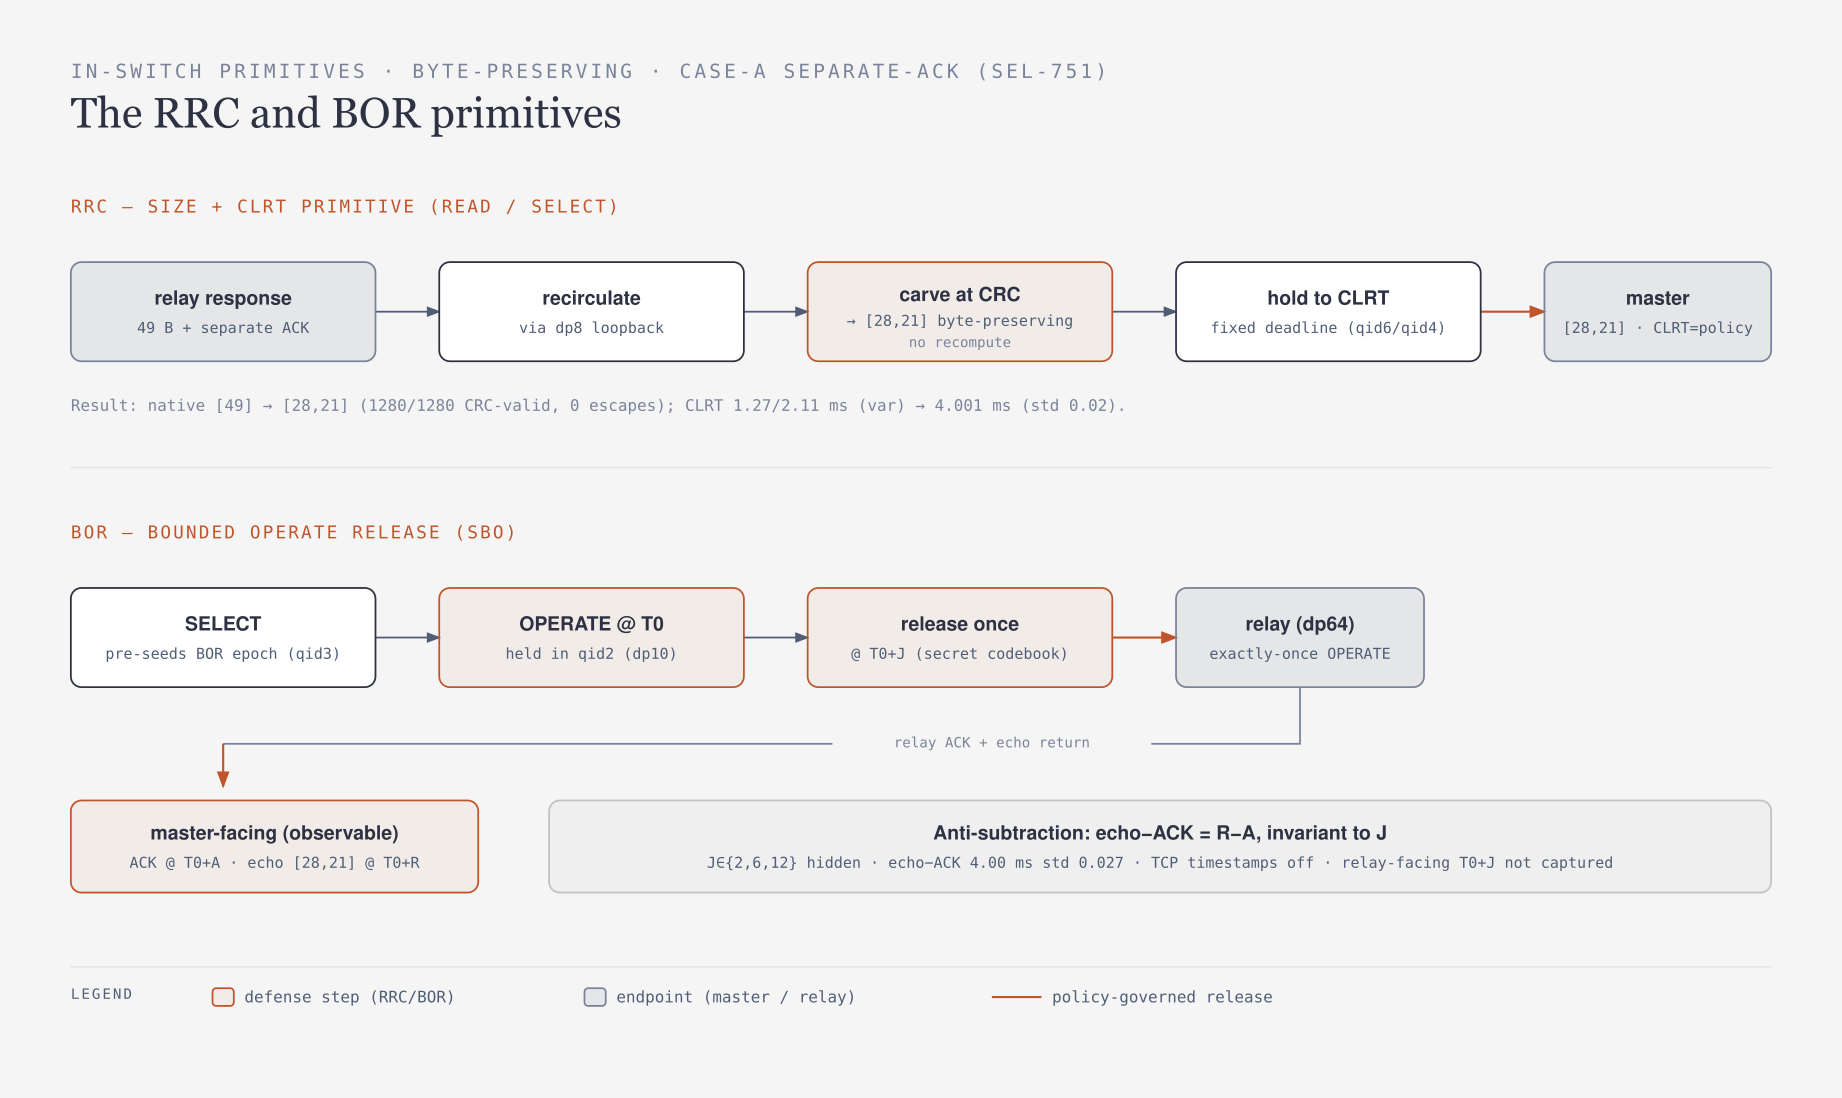 IN-SWITCH PRIMITIVES · BYTE-PRESERVING · CASE-A SEPARATE-ACK (SEL-751)
The RRC and BOR primitives
RRC — SIZE + CLRT PRIMITIVE (READ / SELECT)
relay response
49 B + separate ACK
recirculate
via dp8 loopback
carve at CRC
→ [28,21] byte-preserving
no recompute
hold to CLRT
fixed deadline (qid6/qid4)
master
[28,21] · CLRT=policy
Result: native [49] → [28,21] (1280/1280 CRC-valid, 0 escapes); CLRT 1.27/2.11 ms (var) → 4.001 ms (std 0.02).
BOR — BOUNDED OPERATE RELEASE (SBO)
SELECT
pre-seeds BOR epoch (qid3)
OPERATE @ T0
held in qid2 (dp10)
release once
@ T0+J (secret codebook)
relay (dp64)
exactly-once OPERATE
relay ACK + echo return
master-facing (observable)
ACK @ T0+A · echo [28,21] @ T0+R
Anti-subtraction: echo−ACK = R−A, invariant to J
J∈{2,6,12} hidden · echo−ACK 4.00 ms std 0.027 · TCP timestamps off · relay-facing T0+J not captured
LEGEND
defense step (RRC/BOR)
endpoint (master / relay)
policy-governed release